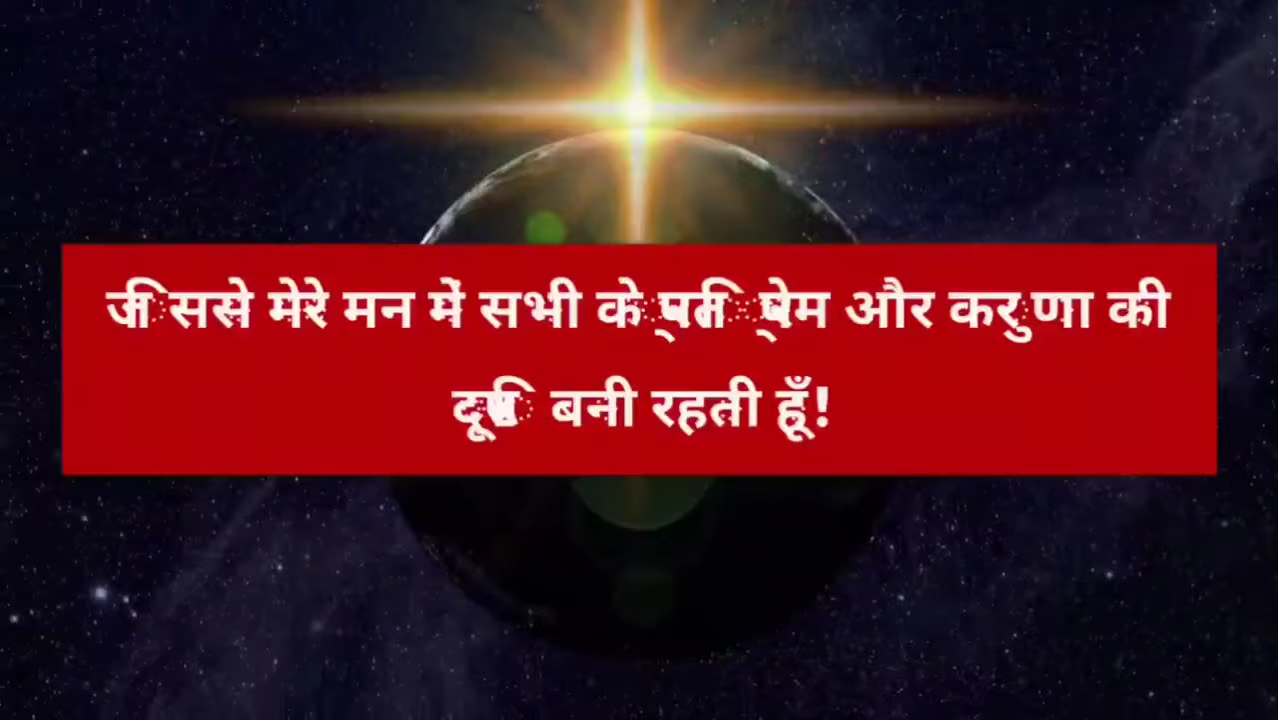 जिससे मेरे मन में सभी के प्रति प्रेम और करुणा की
बनी रहती हूँ!